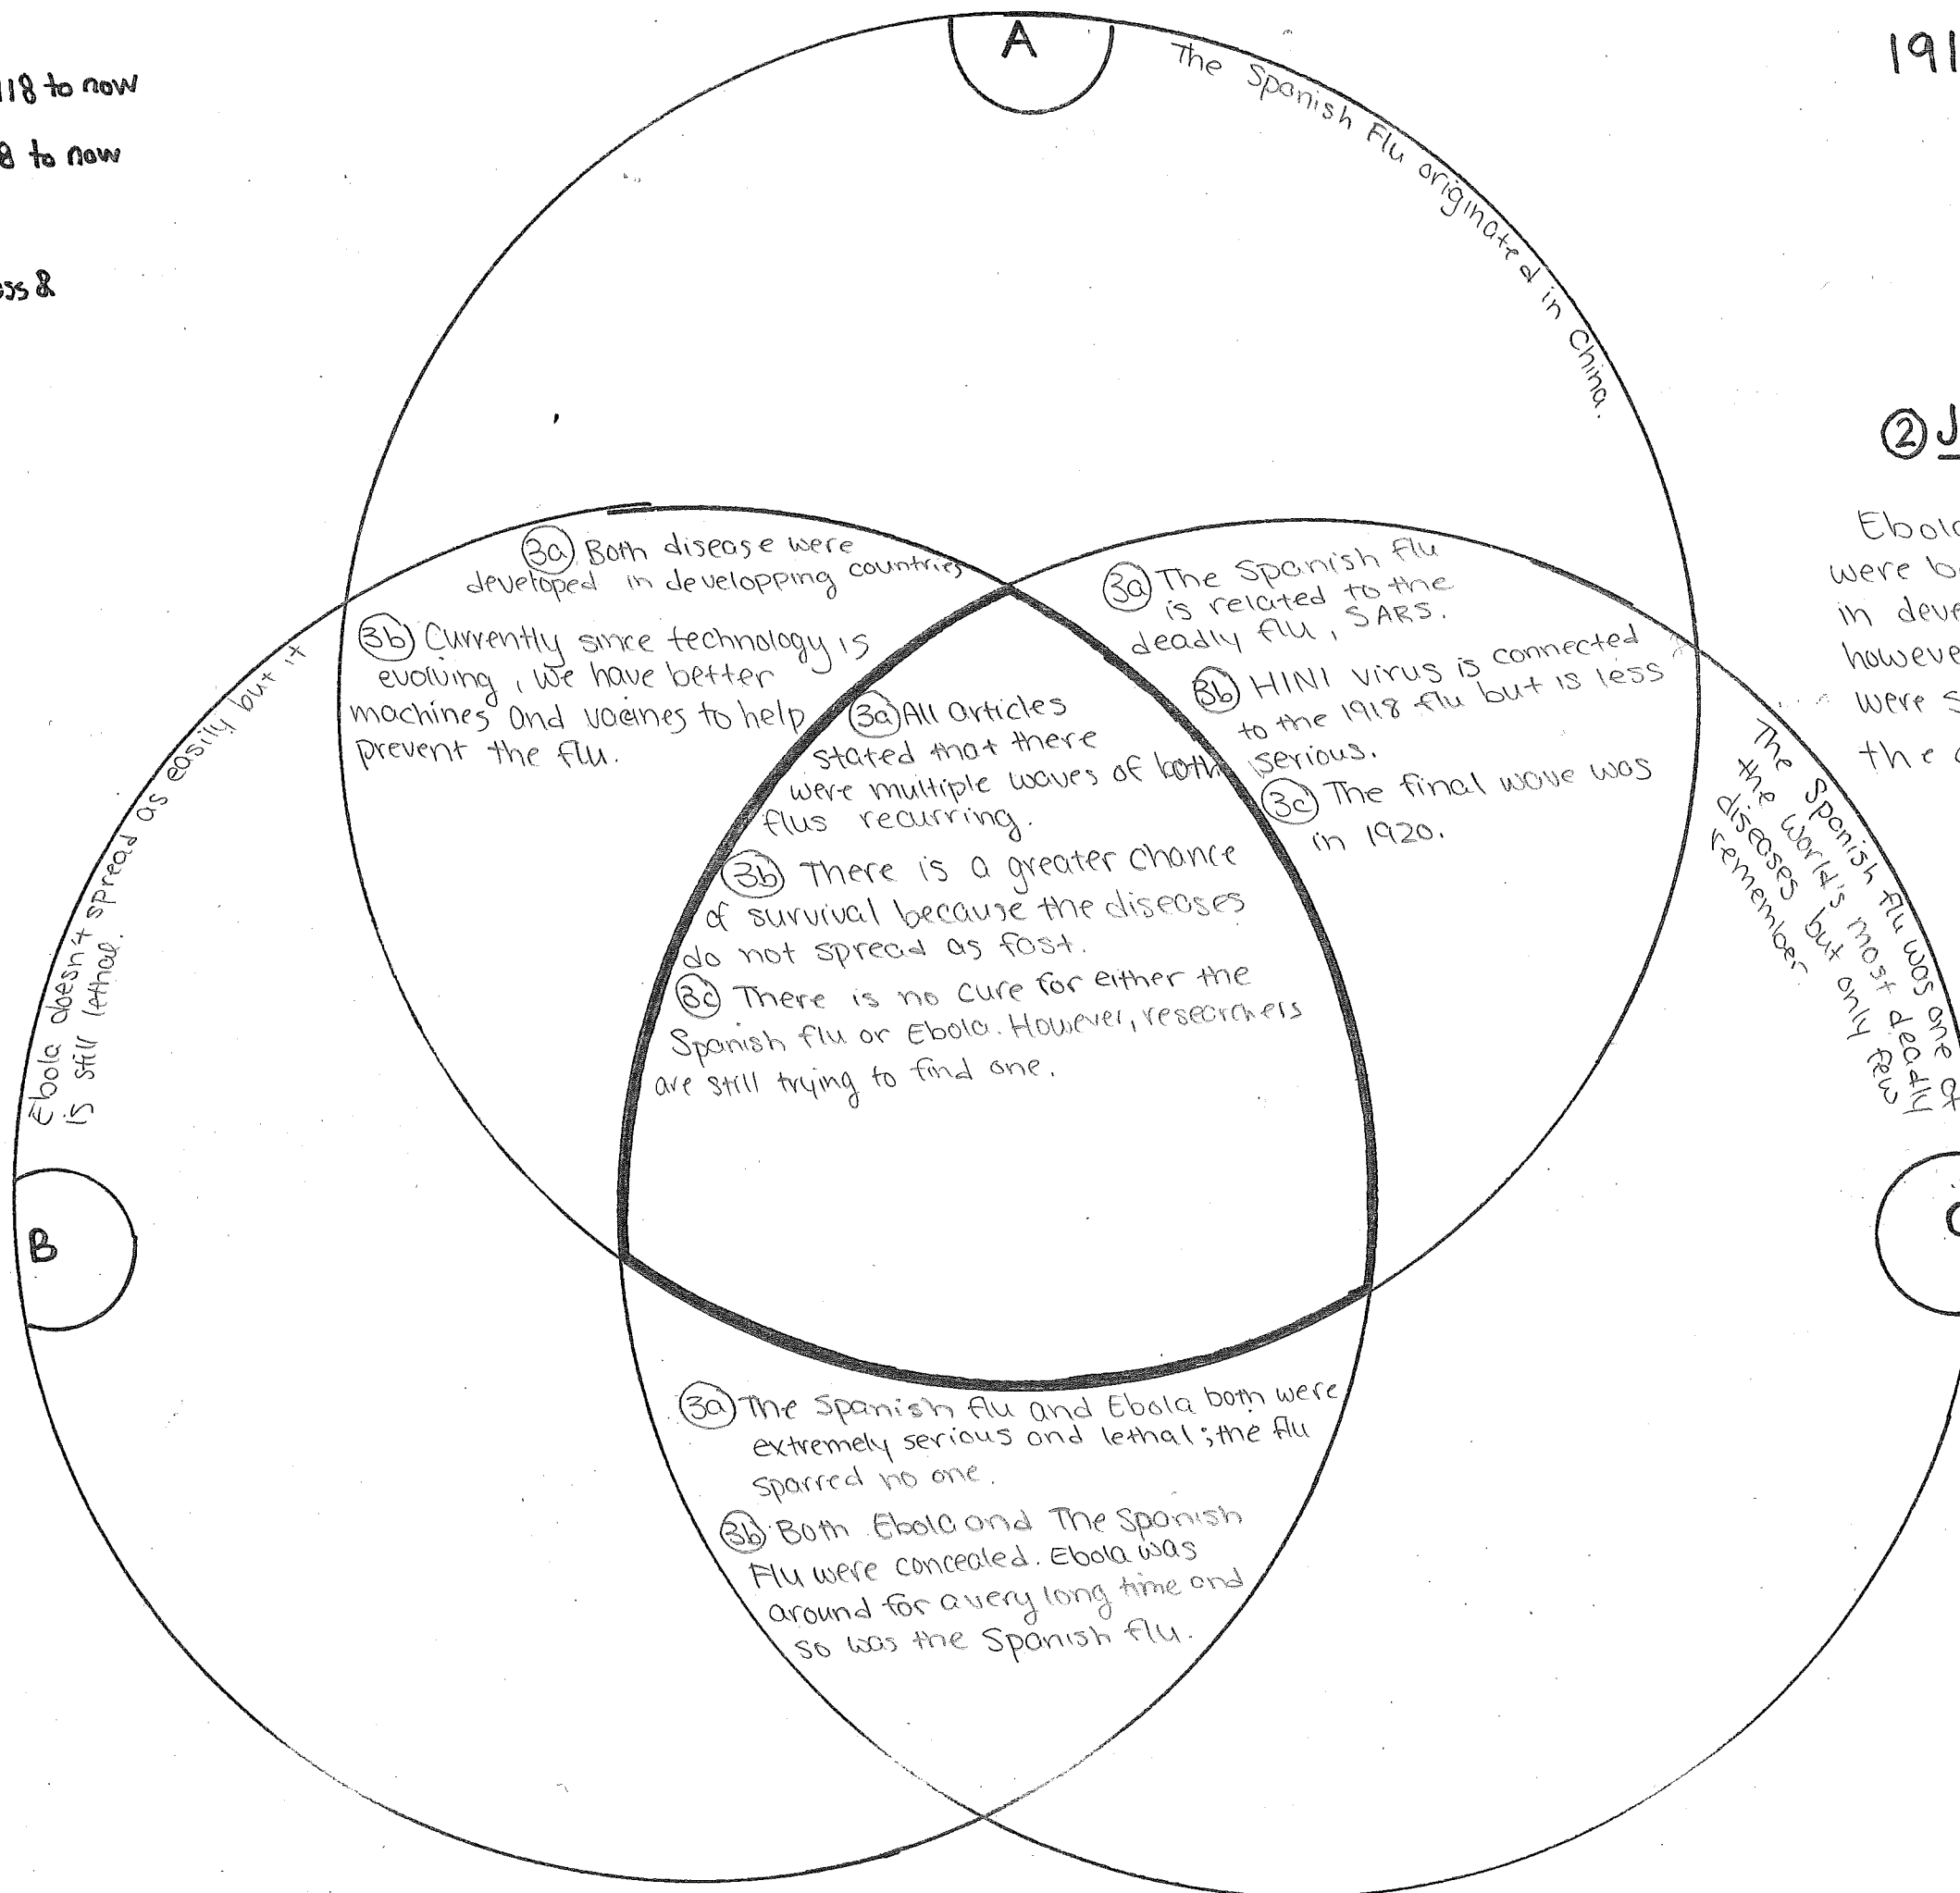 118 to now
8 to now
oss &
A
The Spanish Flu originated in China.
191
② J
Ebola
were b
in deve
howeve
were s
the
3a Both disease were
developed in developping countries
3b Currently since technology is
evolving, we have better
machines and vaccines to help
prevent the flu.
3a The Spanish flu
is related to the
deadly flu, SARS.
3b H1N1 virus is connected
to the 1918 flu but is less
serious.
3c The final wave was
in 1920.
3a All articles
stated that there
were multiple waves of both
flus recurring.
3b There is a greater chance
of survival because the diseases
do not spread as fast.
3c There is no cure for either the
Spanish flu or Ebola. However, researchers
are still trying to find one.
Ebola doesn't spread as easily but it
is still lethal.
The Spanish flu was one of
the world's most deadly
diseases but only few
remember.
B
C
3a The Spanish flu and Ebola both were
extremely serious and lethal; the flu
sparred no one.
3b Both Ebola and The Spanish
Flu were concealed. Ebola was
around for a very long time and
so was the Spanish flu.